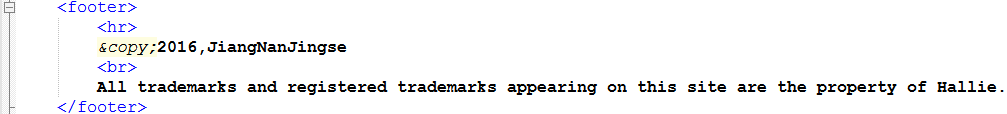 <footer>
<hr>
&copy;2016,JiangNanJingse
<br>
All trademarks and registered trademarks appearing on this site are the property of Hallie.
</footer>